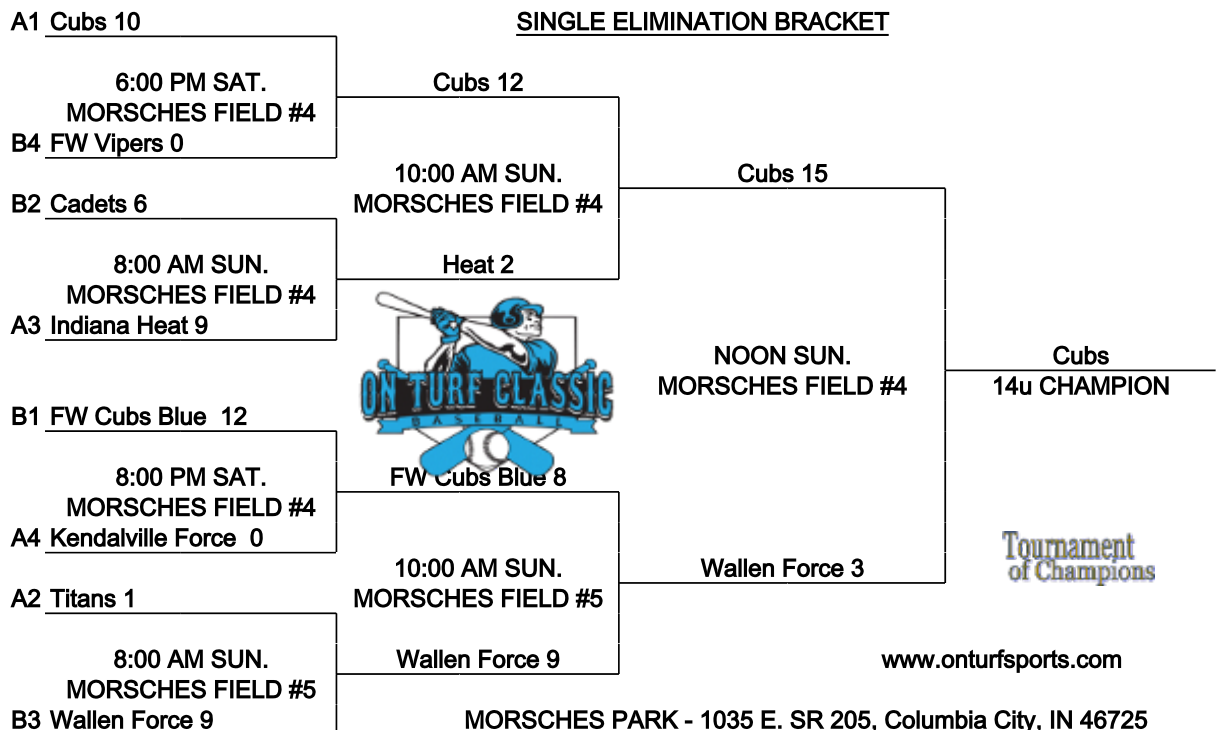 A1 Cubs 10
SINGLE ELIMINATION BRACKET
6:00 PM SAT.
MORSCHES FIELD #4
Cubs 12
B4 FW Vipers 0
10:00 AM SUN.
MORSCHES FIELD #4
Cubs 15
B2 Cadets 6
8:00 AM SUN.
MORSCHES FIELD #4
Heat 2
A3 Indiana Heat 9
NOON SUN.
MORSCHES FIELD #4
Cubs
14u CHAMPION
ON TURF CLASSIC
BASEBALL
B1 FW Cubs Blue 12
8:00 PM SAT.
MORSCHES FIELD #4
FW Cubs Blue 8
A4 Kendalville Force 0
10:00 AM SUN.
MORSCHES FIELD #5
Wallen Force 3
Tournament
of Champions
A2 Titans 1
8:00 AM SUN.
MORSCHES FIELD #5
Wallen Force 9
www.onturfsports.com
B3 Wallen Force 9
MORSCHES PARK - 1035 E. SR 205, Columbia City, IN 46725